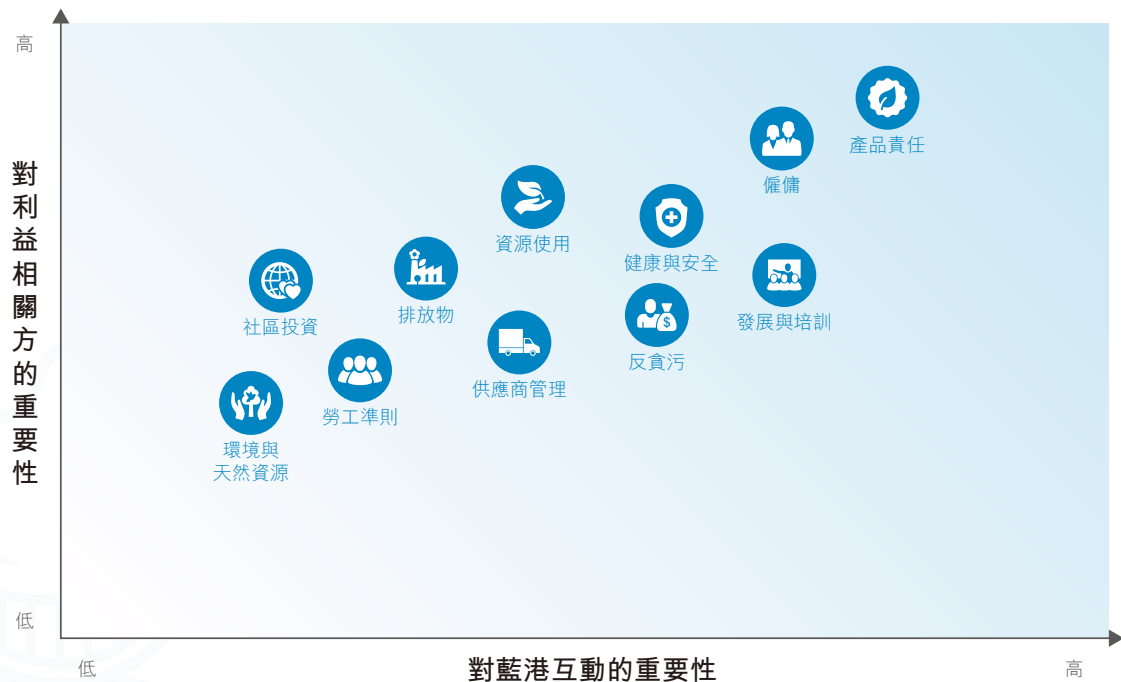 高
對利益相關方的重要性
產品責任
僱傭
資源使用
健康與安全
社區投資
排放物
發展與培訓
反貪污
$
供應商管理
勞工準則
環境與
天然資源
低
低
對藍港互動的重要性
高